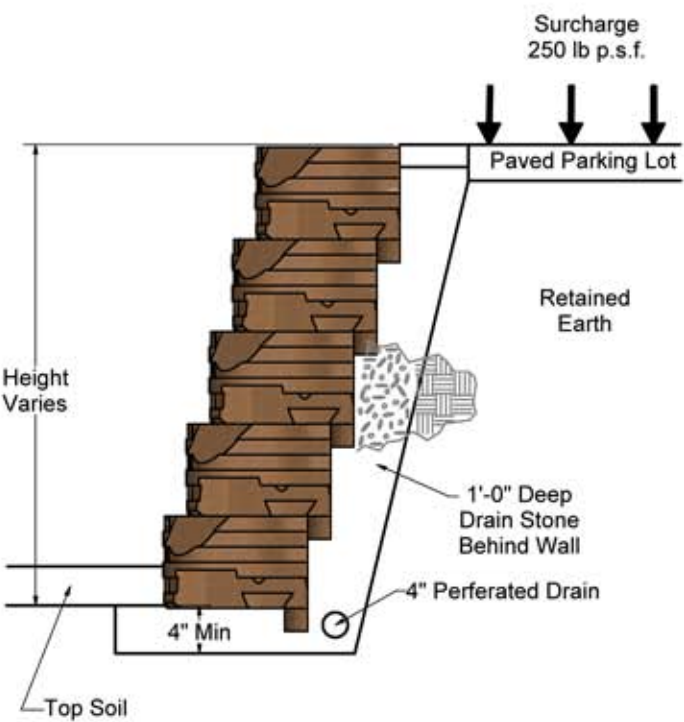 Surcharge
250 lb p.s.f.
Paved Parking Lot
Retained
Earth
Height
Varies
1'-0" Deep
Drain Stone
Behind Wall
4" Perferated Drain
4" Min
Top Soil